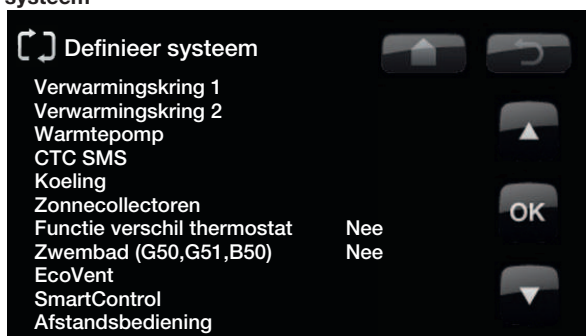 systeem
Definieer systeem
Verwarmingskring 1
Verwarmingskring 2
Warmtepomp
CTC SMS
Koeling
Zonnecollectoren
Functie verschil thermostat Nee
Zwembad (G50,G51,B50) Nee
EcoVent
SmartControl
Afstandsbediening
OK